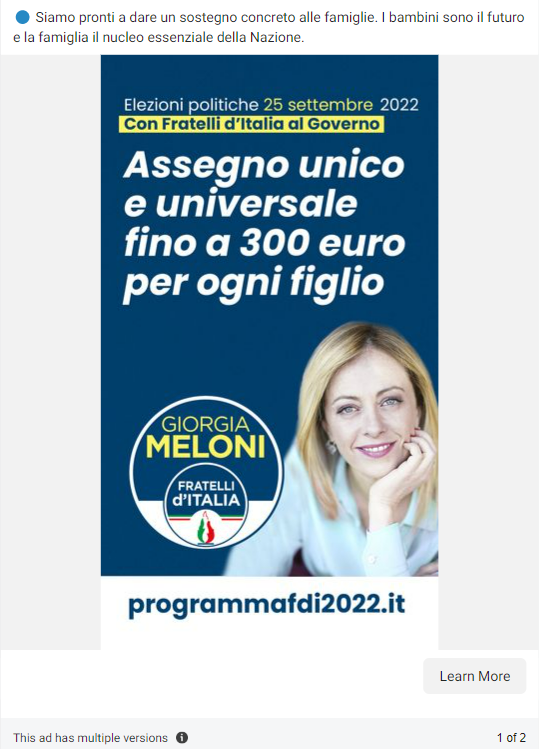 Siamo pronti a dare un sostegno concreto alle famiglie. I bambini sono il futuro
e la famiglia il nucleo essenziale della Nazione.
Elezioni politiche 25 settembre 2022
Con Fratelli d'Italia al Governo
Assegno unico
e universale
fino a 300 euro
per ogni figlio
GIORGIA
MELONI
FRATELLI
d'ITALIA
programmafdi2022.it
Learn More
This ad has multiple versions
1 of 2